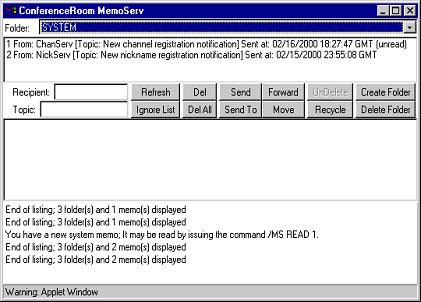 ConferenceRoom MemoServ
Folder: SYSTEM
1 From: ChanServ [Topic: New channel registration notification] Sent at: 02/16/2000 18:27:47 GMT (unread)
2 From: NickServ [Topic: New nickname registration notification] Sent at: 02/15/2000 23:55:08 GMT
Recipient: Refresh Del Send Forward UnDelete Create Folder
Topic: Ignore List Del All Send To Move Recycle Delete Folder
End of listing; 3 folder(s) and 1 memo(s) displayed
End of listing; 3 folder(s) and 1 memo(s) displayed
You have a new system memo; It may be read by issuing the command /MS READ 1.
End of listing; 3 folder(s) and 2 memo(s) displayed
End of listing; 3 folder(s) and 2 memo(s) displayed
Warning: Applet Window